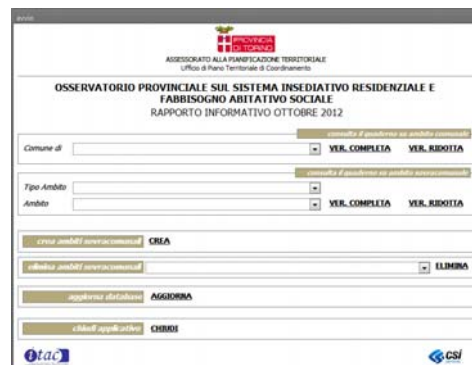 avvio
PROVINCIA
DI TORINO
ASSESSORATO ALLA PIANIFICAZIONE TERRITORIALE
Ufficio di Piano Territoriale di Coordinamento
OSSERVATORIO PROVINCIALE SUL SISTEMA INSEDIATIVO RESIDENZIALE E
FABBISOGNO ABITATIVO SOCIALE
RAPPORTO INFORMATIVO OTTOBRE 2012
consulta il quaderno su ambito comunale
Comune di VER. COMPLETA VER. RIDOTTA
consulta il quaderno su ambito sovracomunale
Tipo Ambito
Ambito VER. COMPLETA VER. RIDOTTA
crea ambiti sovracomunali CREA
elimina ambiti sovracomunali ELIMINA
aggiorna database AGGIORNA
chiudi applicativo CHIUDI
itac csi